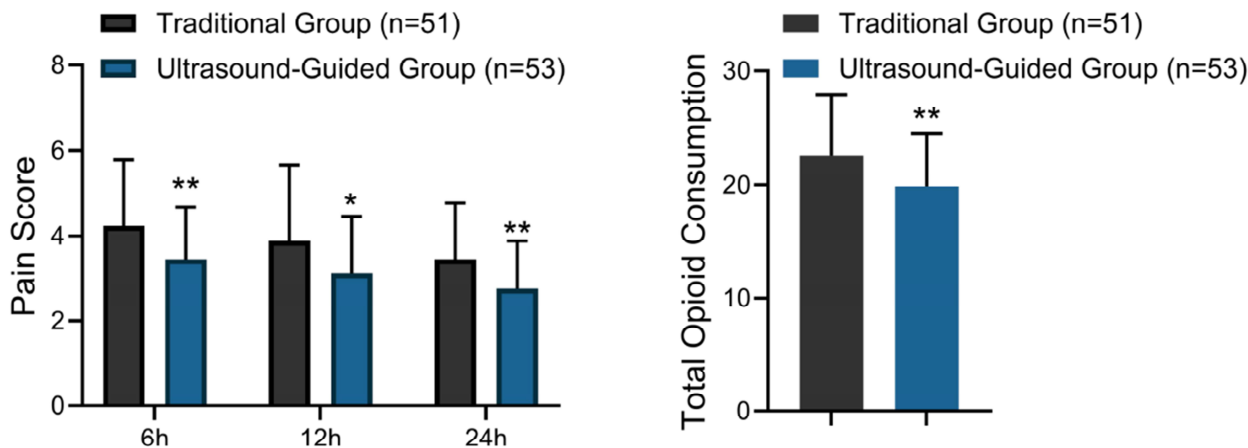 Traditional Group (n=51)
Ultrasound-Guided Group (n=53)
Pain Score
8
6
4
2
0
**
*
**
6h
12h
24h
Traditional Group (n=51)
Ultrasound-Guided Group (n=53)
Total Opioid Consumption
30
20
10
0
**